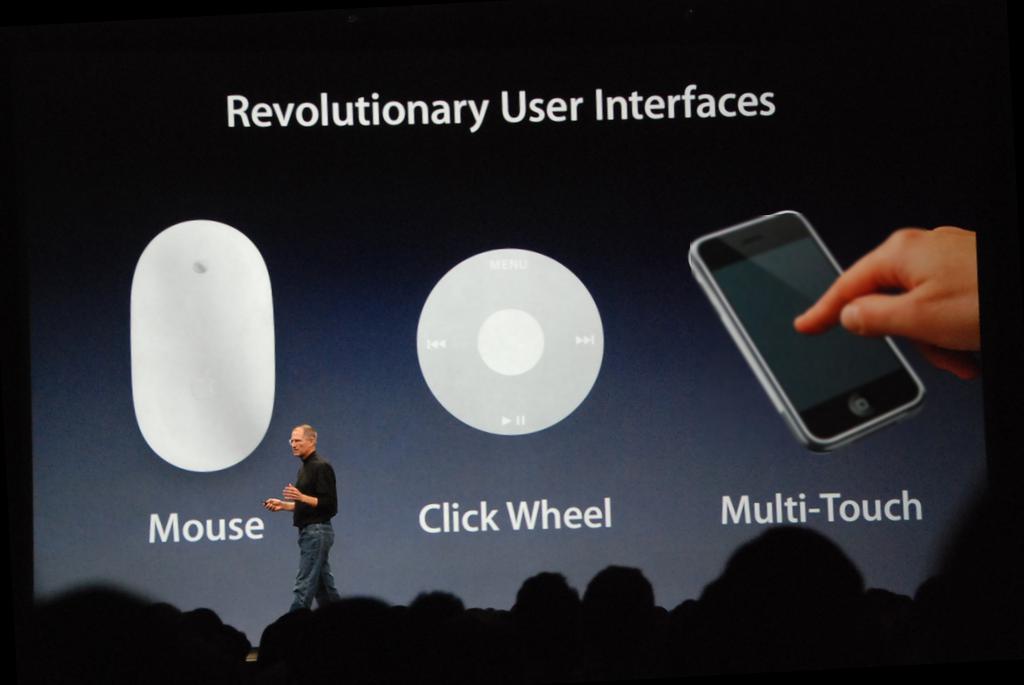 Revolutionary User Interfaces
MENU
Mouse
Click Wheel
Multi-Touch